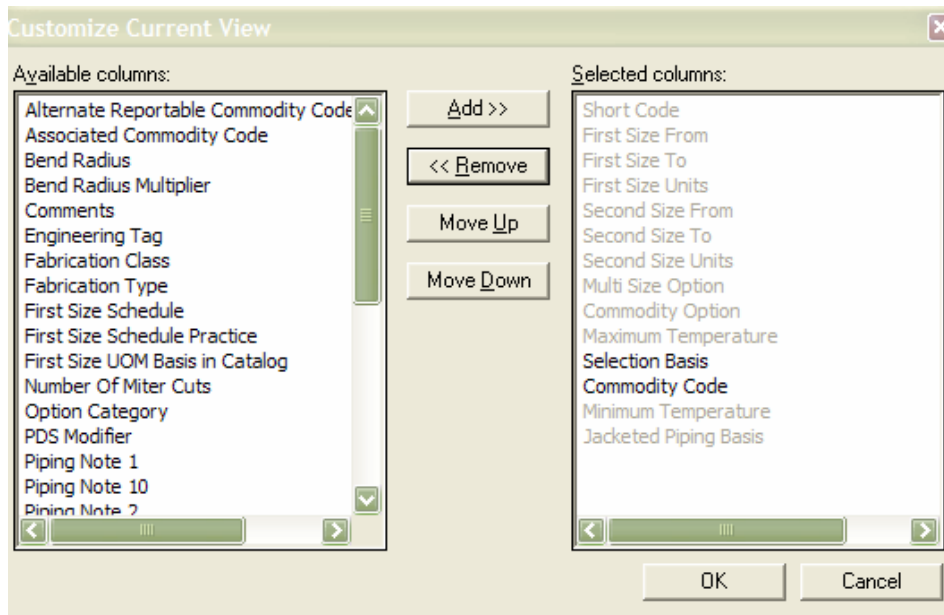 Customize Current View
Available columns:
Alternate Reportable Commodity Code
Associated Commodity Code
Bend Radius
Bend Radius Multiplier
Comments
Engineering Tag
Fabrication Class
Fabrication Type
First Size Schedule
First Size Schedule Practice
First Size UOM Basis in Catalog
Number Of Miter Cuts
Option Category
PDS Modifier
Piping Note 1
Piping Note 10
Piping Note 2
Add >>
<< Remove
Move Up
Move Down
Selected columns:
Short Code
First Size From
First Size To
First Size Units
Second Size From
Second Size To
Second Size Units
Multi Size Option
Commodity Option
Maximum Temperature
Selection Basis
Commodity Code
Minimum Temperature
Jacketed Piping Basis
OK
Cancel